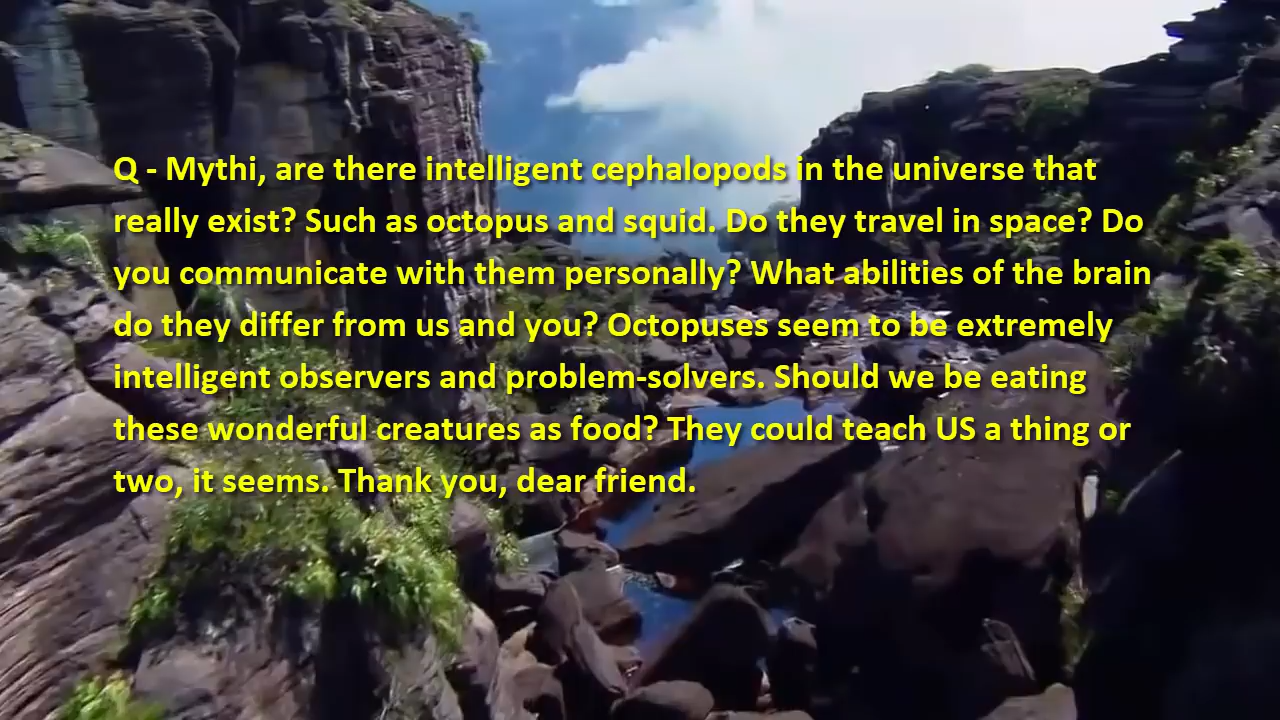 Q - Mythi, are there intelligent cephalopods in the universe that
really exist? Such as octopus and squid. Do they travel in space? Do
you communicate with them personally? What abilities of the brain
do they differ from us and you? Octopuses seem to be extremely
intelligent observers and problem-solvers. Should we be eating
these wonderful creatures as food? They could teach US a thing or
two, it seems. Thank you, dear friend.